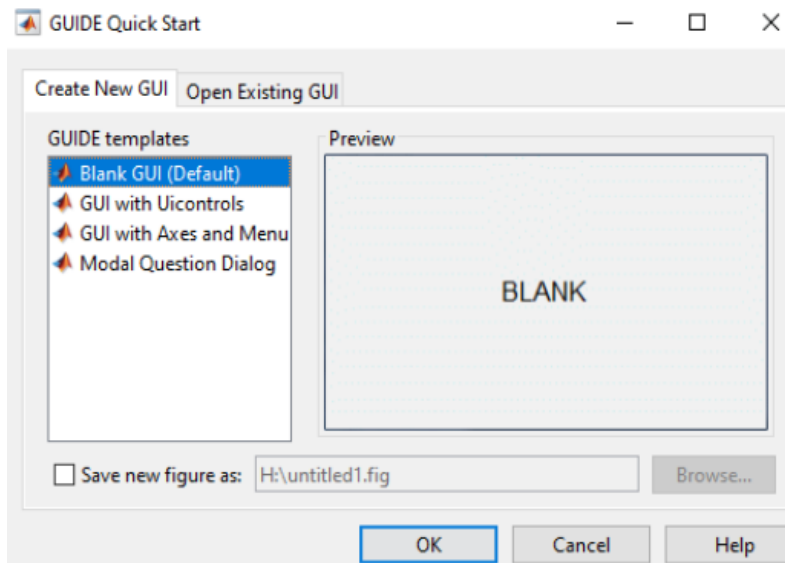 GUIDE Quick Start
Create New GUI
Open Existing GUI
GUIDE templates
Blank GUI (Default)
GUI with Uicontrols
GUI with Axes and Menu
Modal Question Dialog
Preview
BLANK
Save new figure as:
H:\untitled1.fig
Browse...
OK
Cancel
Help